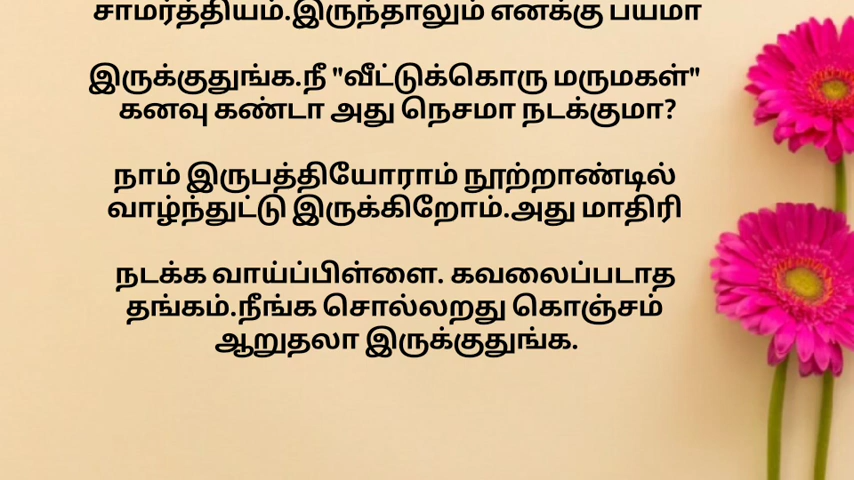 சாமர்த்தியம்.இருந்தாலும் எனக்கு பயமா
இருக்குதுங்க.நீ "வீட்டுக்கொரு மருமகள்"
கனவு கண்டா அது நெசமா நடக்குமா?
நாம் இருபத்தியோராம் நூற்றாண்டில்
வாழ்ந்துட்டு இருக்கிறோம்.அது மாதிரி
நடக்க வாய்ப்பிள்ளை. கவலைப்படாத
தங்கம்.நீங்க சொல்லறது கொஞ்சம்
ஆறுதலா இருக்குதுங்க.